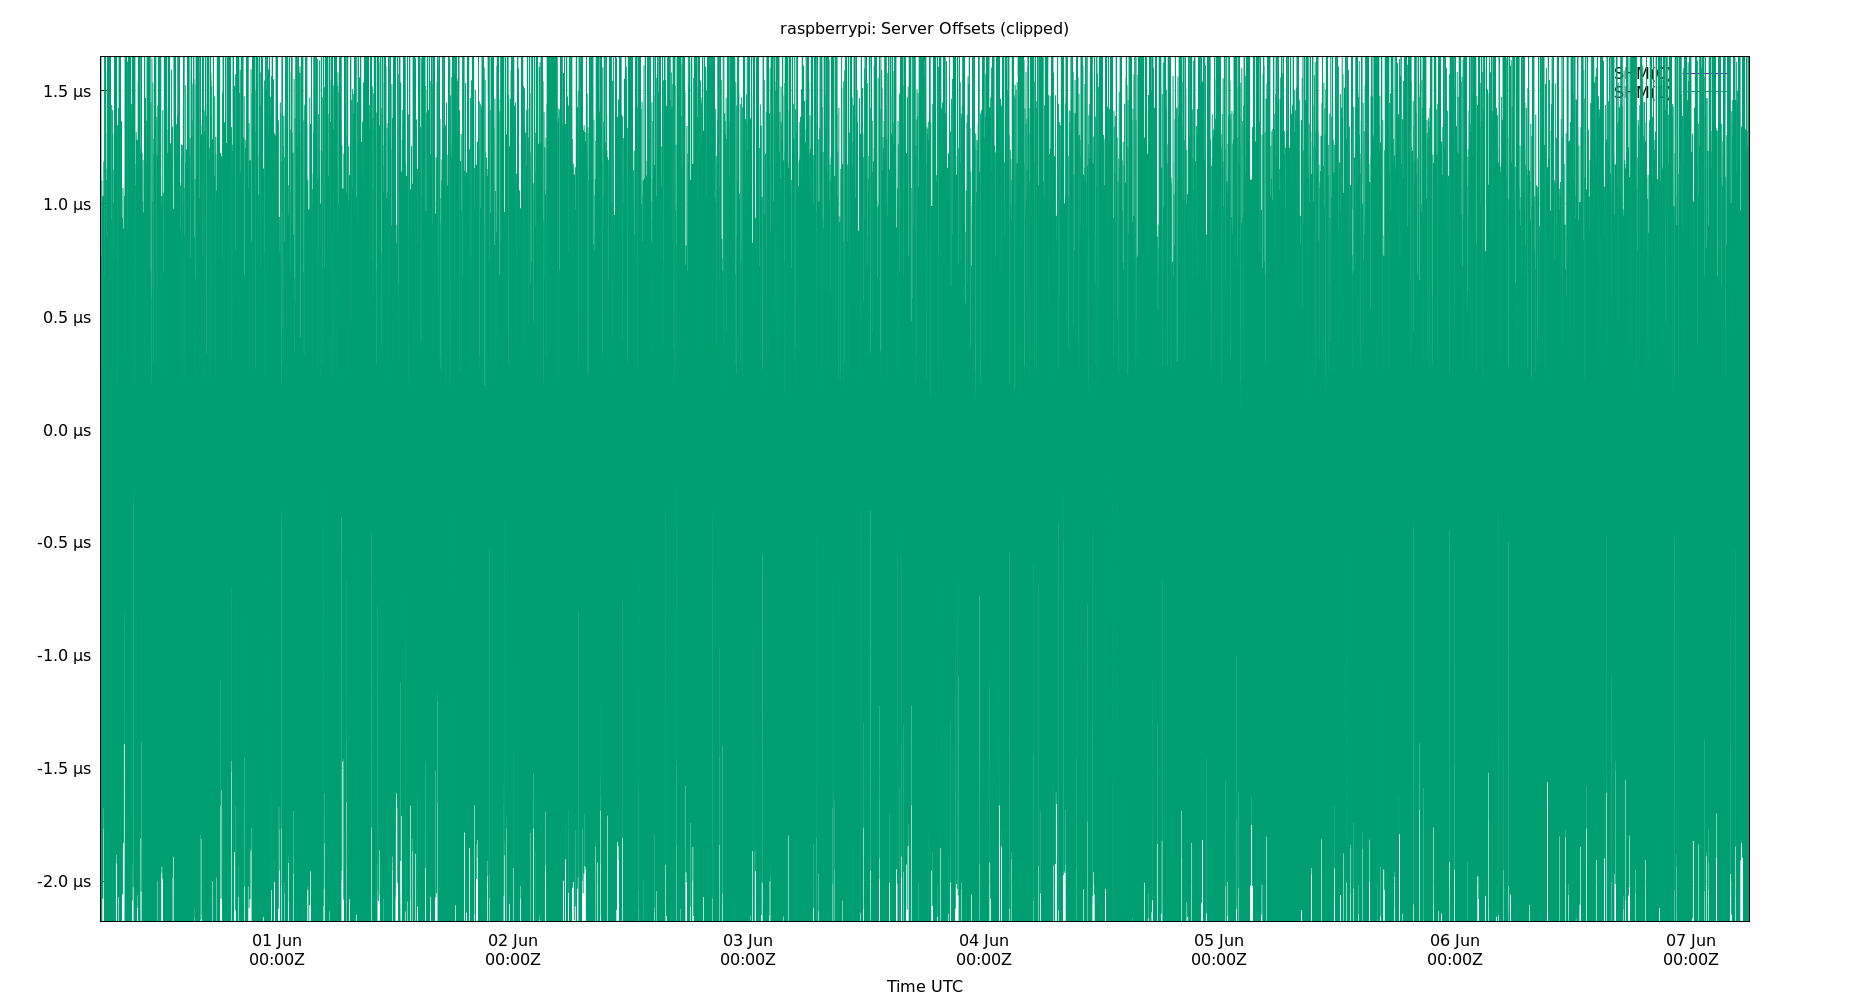 raspberrypi: Server Offsets (clipped)
1.5 µs
1.0 µs
0.5 µs
0.0 µs
-0.5 µs
-1.0 µs
-1.5 µs
-2.0 µs
01 Jun 02 Jun 03 Jun 04 Jun 05 Jun 06 Jun 07 Jun
00:00Z 00:00Z 00:00Z 00:00Z 00:00Z 00:00Z 00:00Z
Time UTC